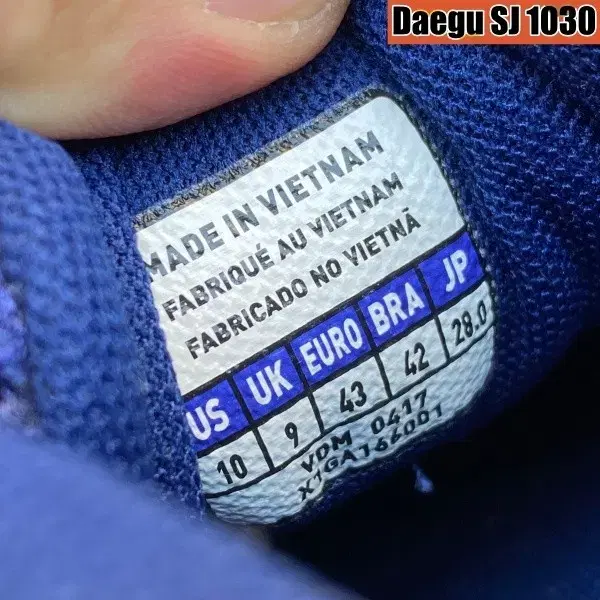 Daegu SJ 1030
MADE IN VIETNAM
FABRIQUÉ AU VIETNAM
FABRICADO NO VIETNÃ
US UK EURO BRA JP
10 9 43 42 28.0
VDM 0417
X1GA166001